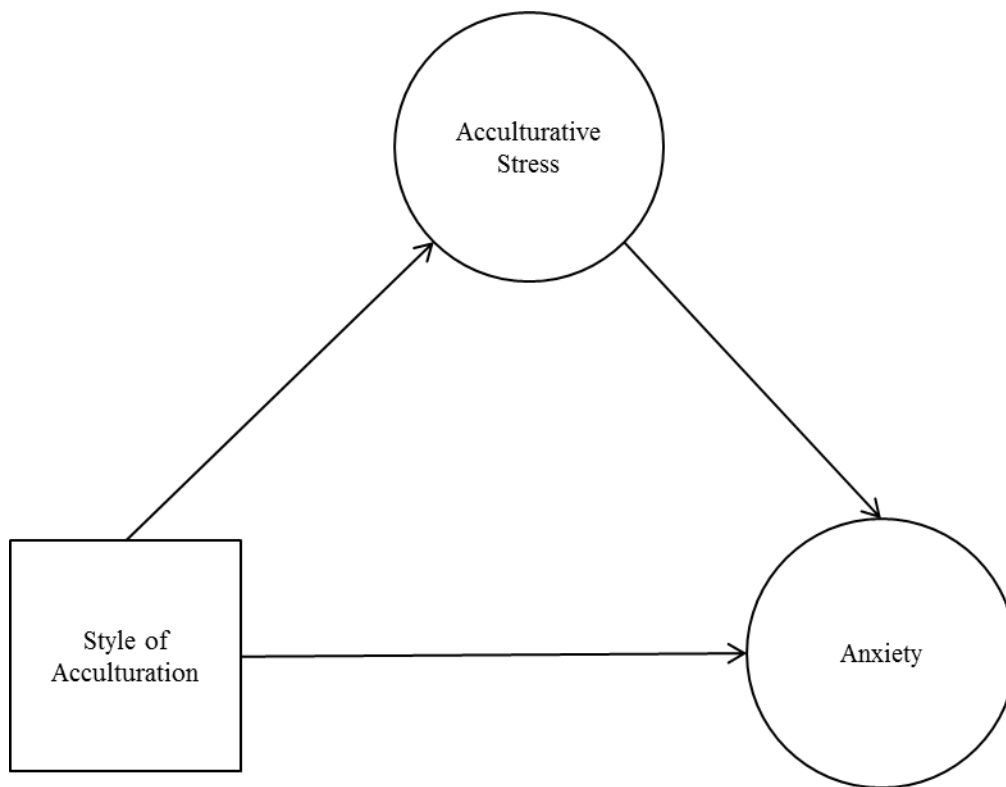 Acculturative
Stress
Style of
Acculturation
Anxiety